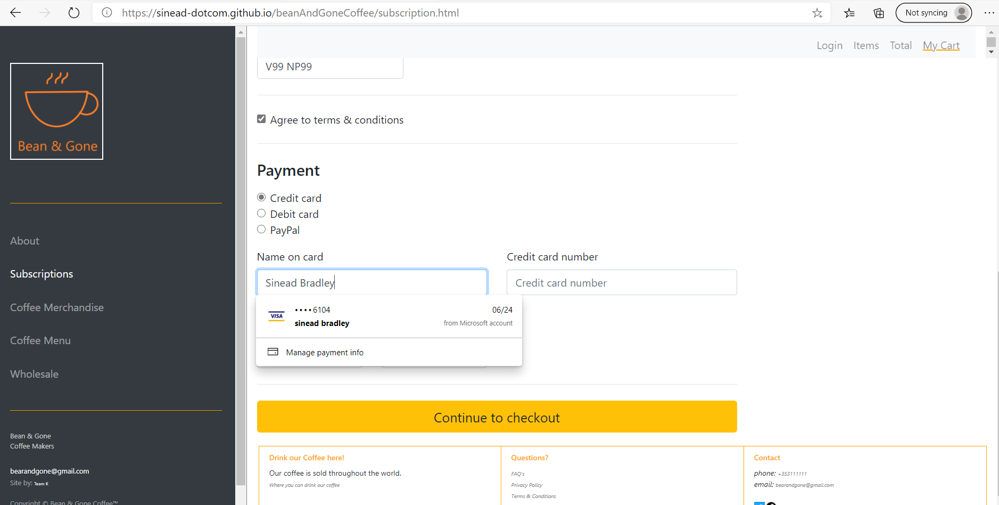 https://sinead-dotcom.github.io/beanAndGoneCoffee/subscription.html
Not syncing
Bean & Gone
About
Subscriptions
Coffee Merchandise
Coffee Menu
Wholesale
Bean & Gone
Coffee Makers
bearandgone@gmail.com
Site by: Team K
Copyright © Bean & Gone Coffee™
Login Items Total My Cart
V99 NP99
Agree to terms & conditions
Payment
Credit card
Debit card
PayPal
Name on card
Sinead Bradley
Credit card number
Credit card number
VISA
••••6104 06/24
sinead bradley from Microsoft account
Manage payment info
Continue to checkout
Drink our Coffee here!
Our coffee is sold throughout the world.
Where you can drink our coffee
Questions?
FAQ's
Privacy Policy
Terms & Conditions
Contact
phone: +353111111
email: bearandgone@gmail.com